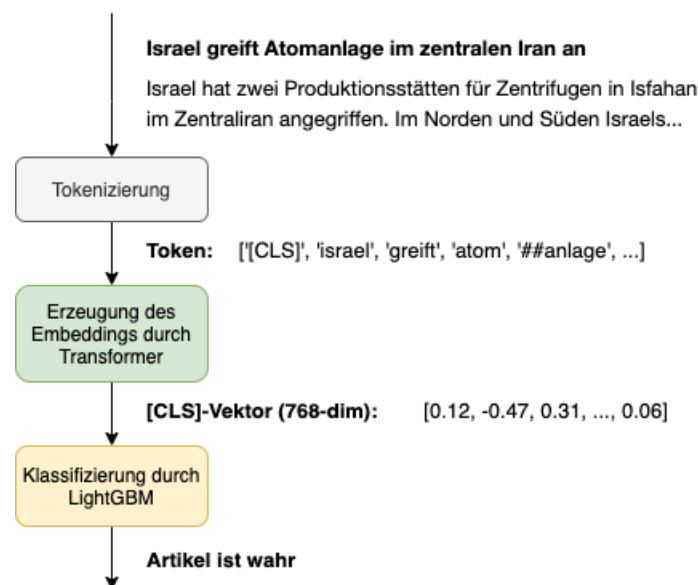 Israel greift Atomanlage im zentralen Iran an
Israel hat zwei Produktionsstätten für Zentrifugen in Isfahan
im Zentraliran angegriffen. Im Norden und Süden Israels...
Tokenizierung
Token: ['[CLS]', 'israel', 'greift', 'atom', '##anlage', ...]
Erzeugung des
Embeddings durch
Transformer
[CLS]-Vektor (768-dim): [0.12, -0.47, 0.31, ..., 0.06]
Klassifizierung durch
LightGBM
Artikel ist wahr